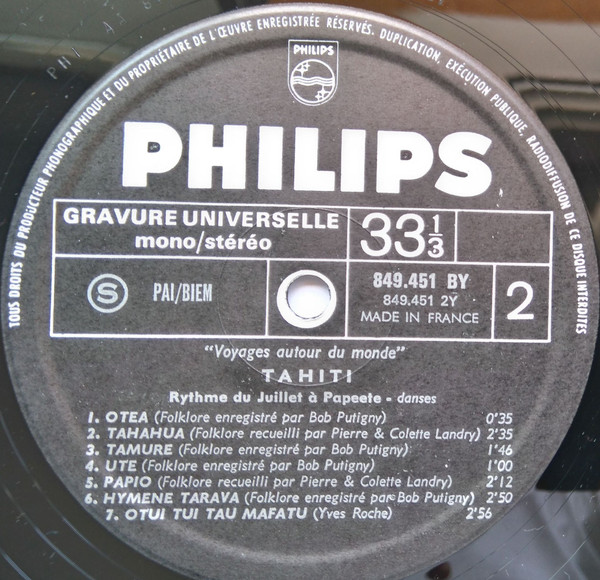 TOUS DROITS DU PRODUCTEUR PHONOGRAPHIQUE ET DU PROPRIÉTAIRE DE L'ŒUVRE ENREGISTRÉE RÉSERVÉS. DUPLICATION, EXÉCUTION PUBLIQUE, RADIODIFFUSION DE CE DISQUE INTERDITES
PHILIPS
PHILIPS
GRAVURE UNIVERSELLE
mono/stéréo
33 1/3
S
PAI/BIEM
849.451 BY
849.451 2Y
MADE IN FRANCE
2
"Voyages autour du monde"
TAHITI
Rythme du Juillet à Papeete - danses
1. OTEA (Folklore enregistré par Bob Putigny) 0'35
2. TAHAHUA (Folklore recueilli par Pierre & Colette Landry) 2'35
3. TAMURE (Folklore enregistré par Bob Putigny) 1'46
4. UTE (Folklore enregistré par Bob Putigny) 1'00
5. PAPIO (Folklore recueilli par Pierre & Colette Landry) 2'12
6. HYMENE TARAVA (Folklore enregistré par Bob Putigny) 2'50
7. OTUI TUI TAU MAFATU (Yves Roche) 2'56